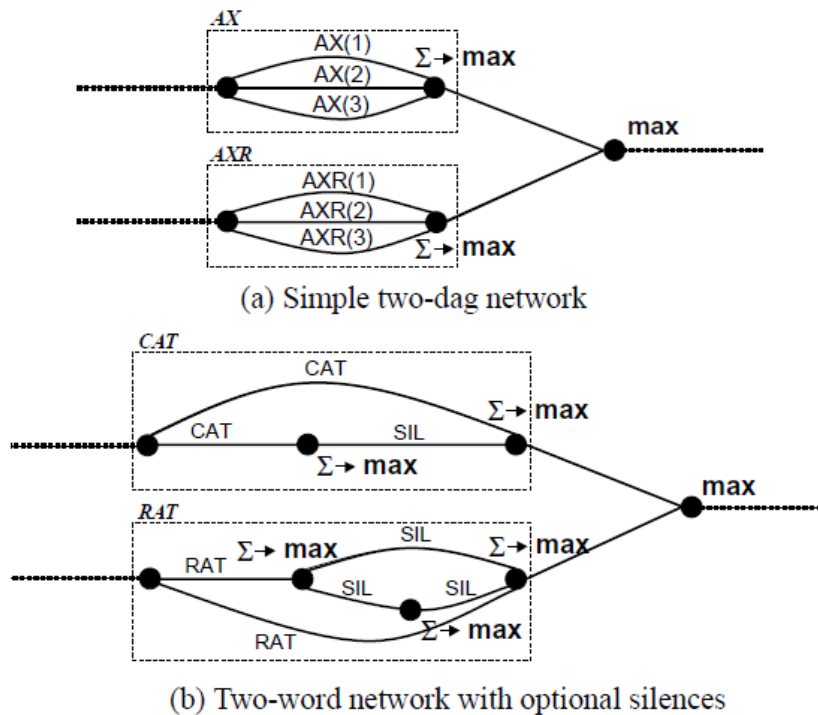 AX
AX(1)
Σ→ max
AX(2)
AX(3)
max
AXR
AXR(1)
AXR(2)
AXR(3)
Σ→ max
(a) Simple two-dag network
CAT
CAT
Σ→ max
CAT
SIL
Σ→ max
max
RAT
SIL
Σ→ max
Σ→ max
RAT
SIL
SIL
Σ→ max
RAT
(b) Two-word network with optional silences